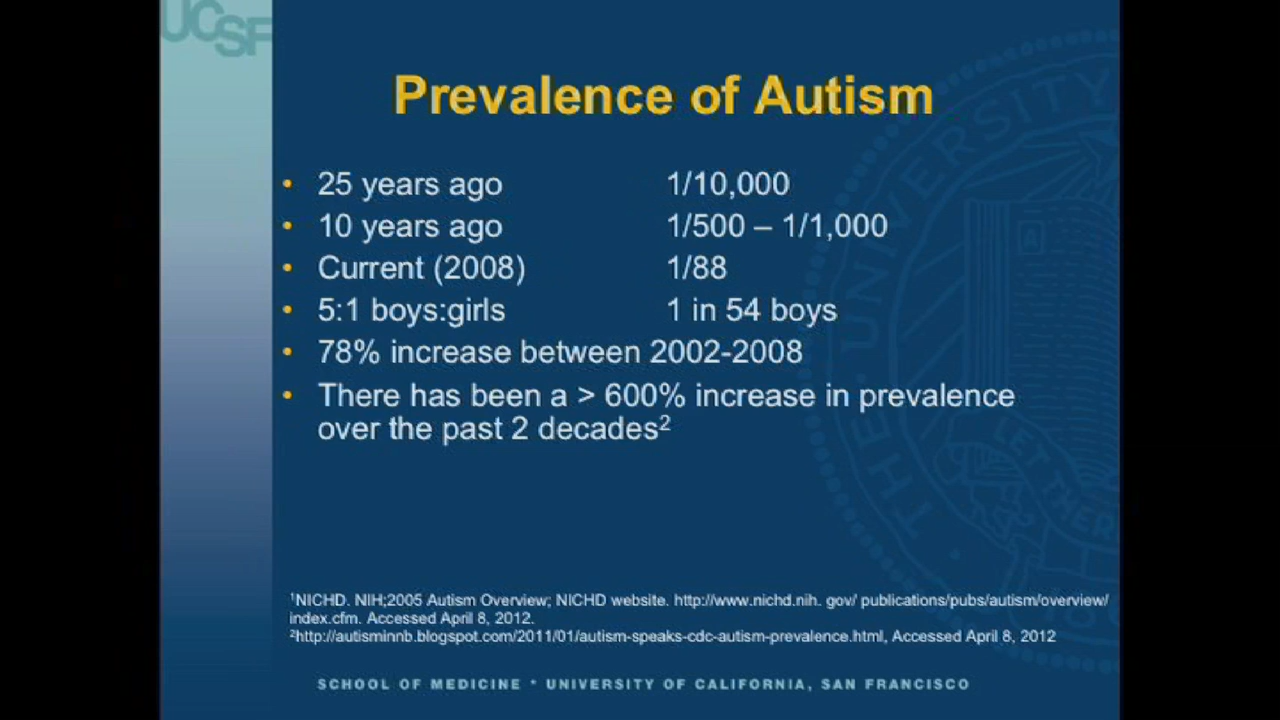 UCSF
Prevalence of Autism
• 25 years ago 1/10,000
• 10 years ago 1/500 – 1/1,000
• Current (2008) 1/88
• 5:1 boys:girls 1 in 54 boys
• 78% increase between 2002-2008
• There has been a > 600% increase in prevalence
over the past 2 decades²
¹NICHD. NIH;2005 Autism Overview; NICHD website. http://www.nichd.nih. gov/ publications/pubs/autism/overview/
index.cfm. Accessed April 8, 2012.
²http://autisminnb.blogspot.com/2011/01/autism-speaks-cdc-autism-prevalence.html, Accessed April 8, 2012
SCHOOL OF MEDICINE * UNIVERSITY OF CALIFORNIA, SAN FRANCISCO
THE UNIVERSITY
LET THER